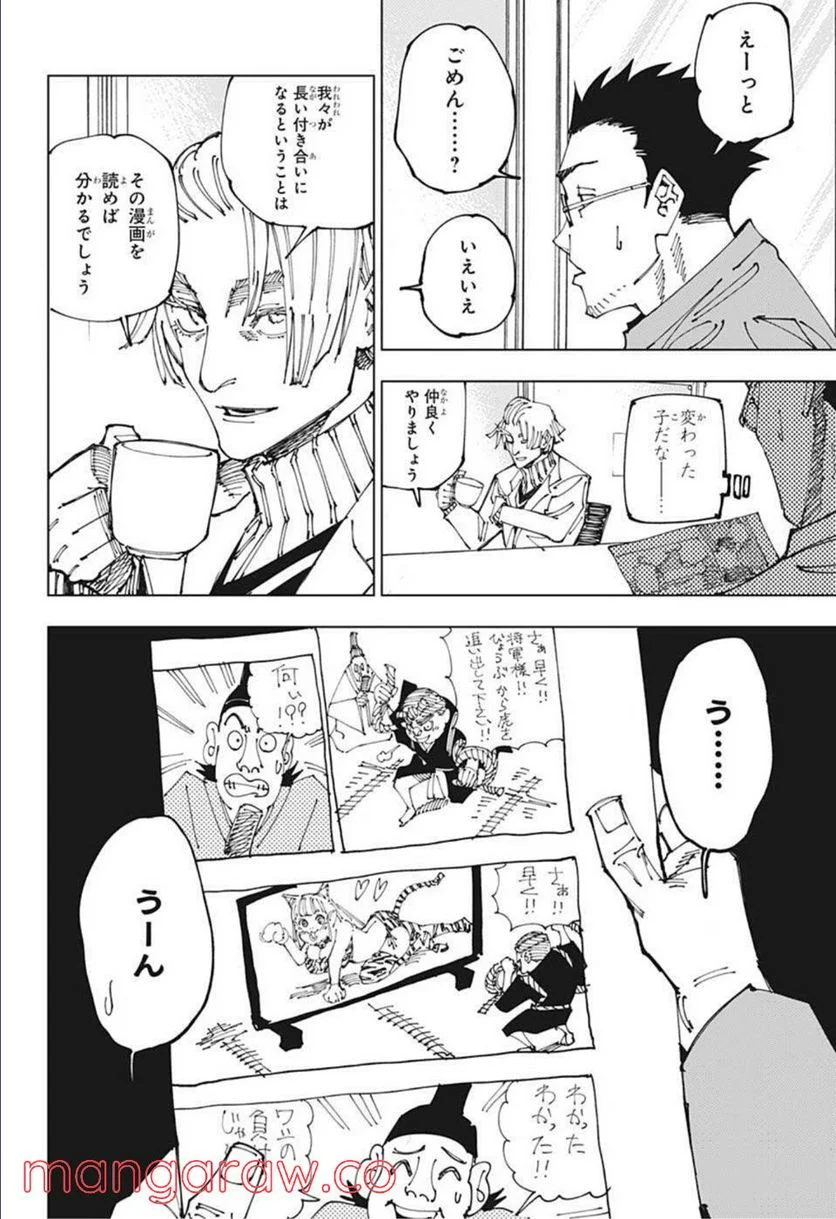 えーっと
ごめん……?
いえいえ
我々が
長い付き合いに
なるということは
その漫画を
読めば
分かるでしょう
変わった
子だな――
仲良く
やりましょう
う……
さぁ早く!!
将軍様!!
びょうぶから虎を
追い出して下さい!!
何ぃ!??
さぁ!!
早く!!
うーん
わかった
わかった!!
ワシの
負け
じゃ
mangaraw.co